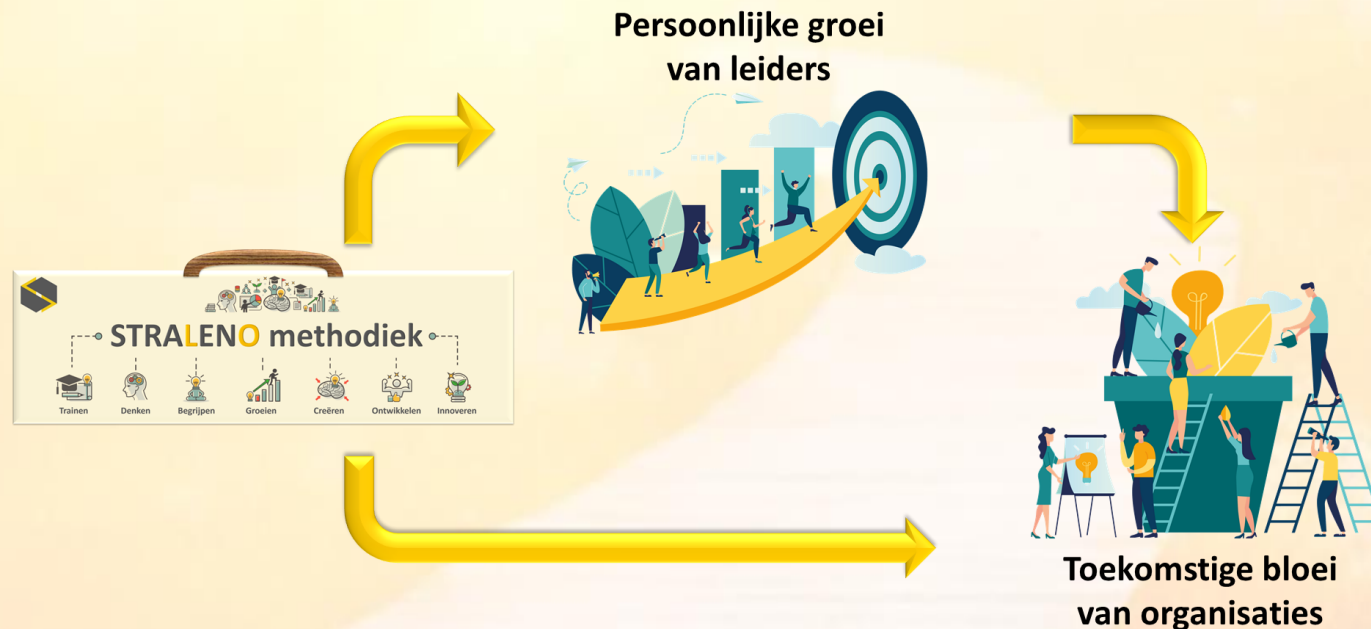 Persoonlijke groei
van leiders
STRALENO methodiek
Trainen
Denken
Begrijpen
Groeien
Creëren
Ontwikkelen
Innoveren
Toekomstige bloei
van organisaties